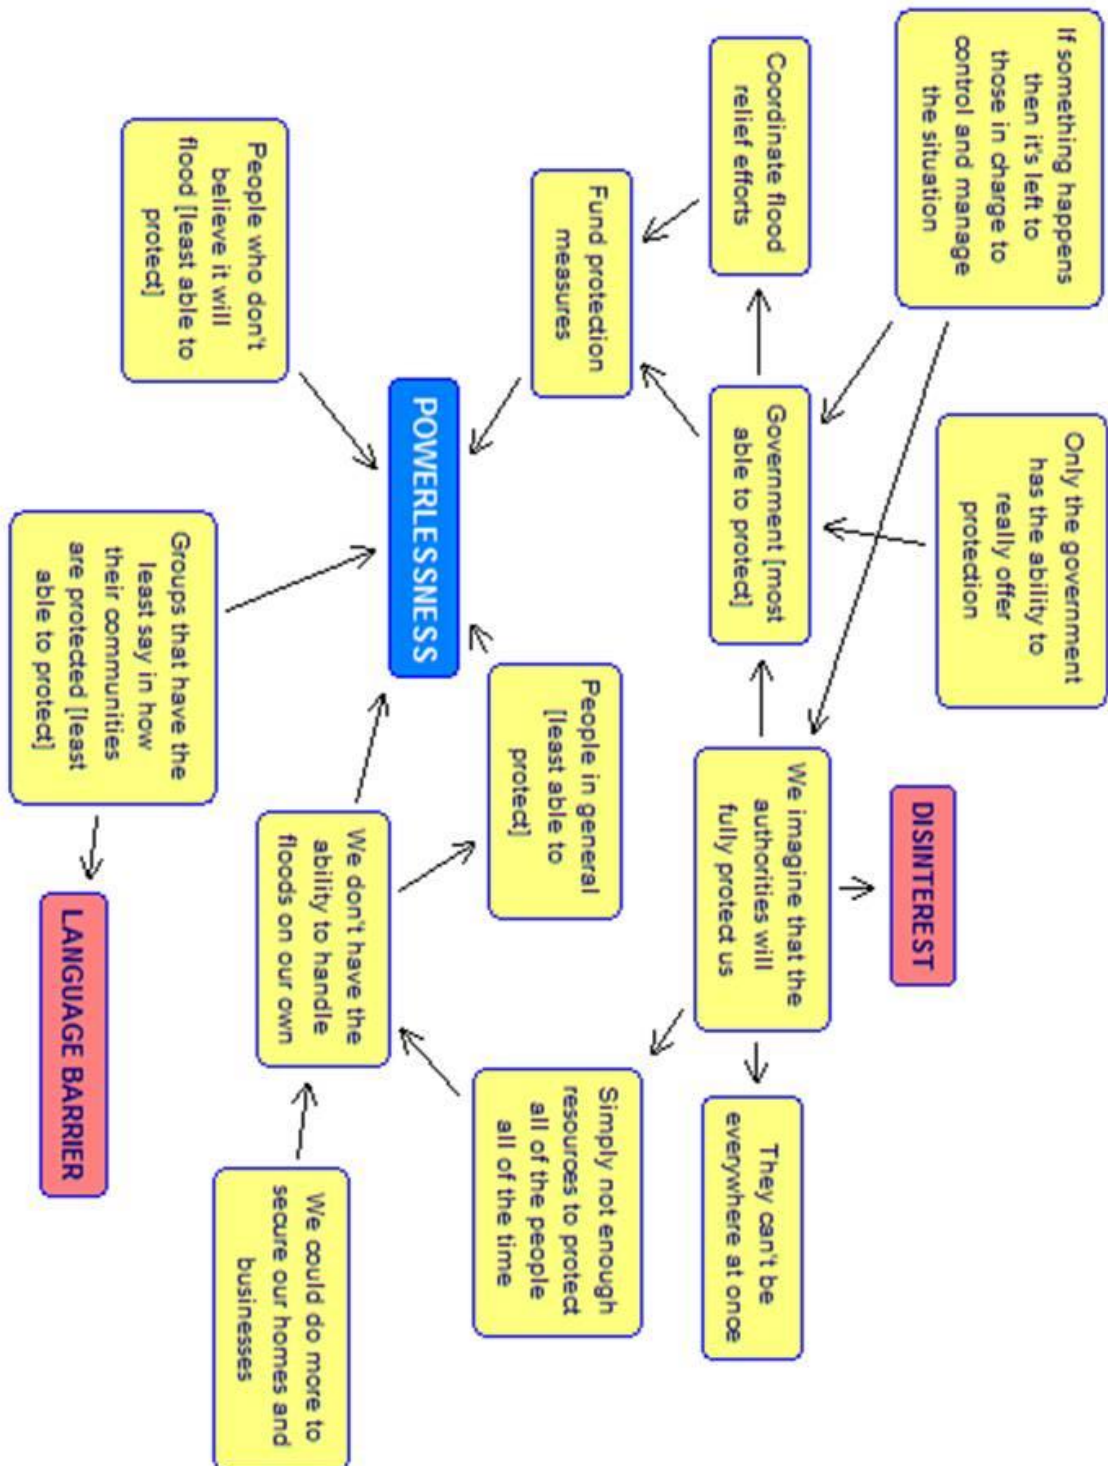 If something happens
then it's left to
those in charge to
control and manage
the situation
Only the government
has the ability to
really offer
protection
DISINTEREST
Coordinate flood
relief efforts
Government [most
able to protect]
We imagine that the
authorities will
fully protect us
They can't be
everywhere at once
Fund protection
measures
People in general
[least able to
protect]
Simply not enough
resources to protect
all of the people
all of the time
POWERLESSNESS
People who don't
believe it will
flood [least able to
protect]
We don't have the
ability to handle
floods on our own
We could do more to
secure our homes and
businesses
Groups that have the
least say in how
their communities
are protected [least
able to protect]
LANGUAGE BARRIER